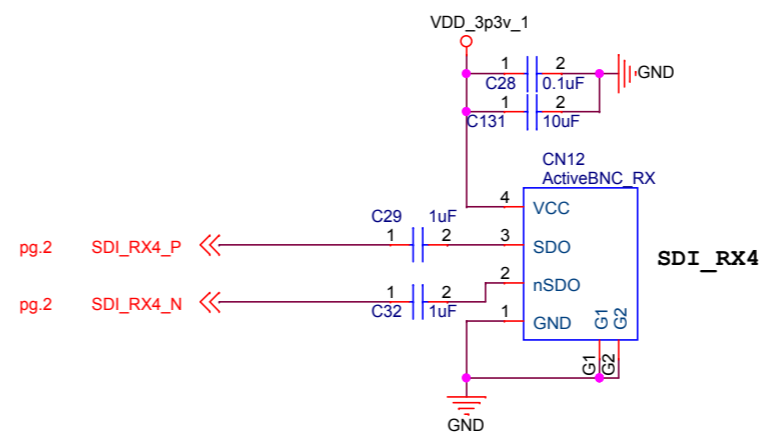 VDD_3p3v_1
1 2
C28 0.1uF
GND
1 2
C131 10uF
CN12
ActiveBNC_RX
4 VCC
C29 1uF
pg.2 SDI_RX4_P 1 2 3 SDO
SDI_RX4
2 nSDO
pg.2 SDI_RX4_N 1 2
C32 1uF
1 GND G1 G2
G1 G2
GND